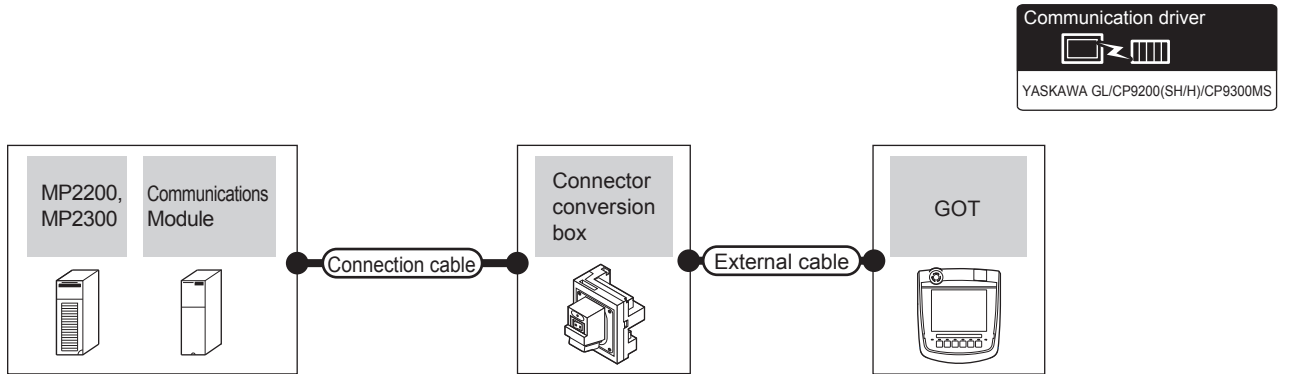 Communication driver
YASKAWA GL/CP9200(SH/H)/CP9300MS
MP2200,
MP2300
Communications
Module
Connection cable
Connector
conversion
box
External cable
GOT